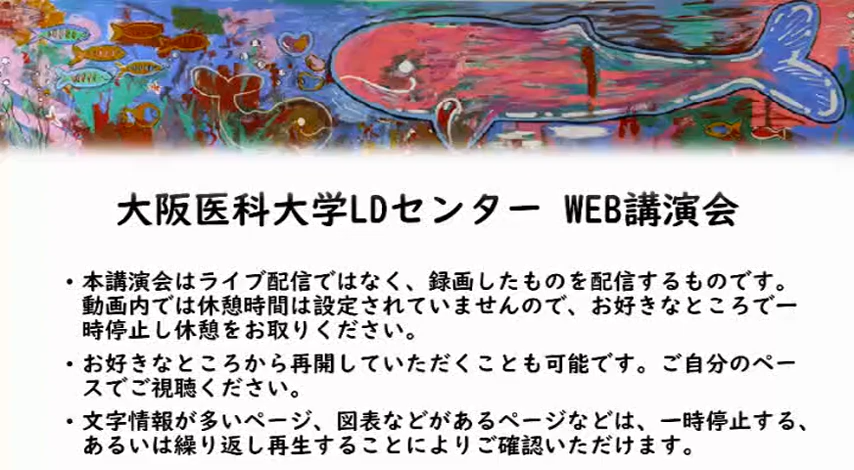 大阪医科大学LDセンター WEB講演会
・本講演会はライブ配信ではなく、録画したものを配信するものです。
動画内では休憩時間は設定されていませんので、お好きなところで一
時停止し休憩をお取りください。
・お好きなところから再開していただくことも可能です。ご自分のペー
スでご視聴ください。
・文字情報が多いページ、図表などがあるページなどは、一時停止する、
あるいは繰り返し再生することによりご確認いただけます。